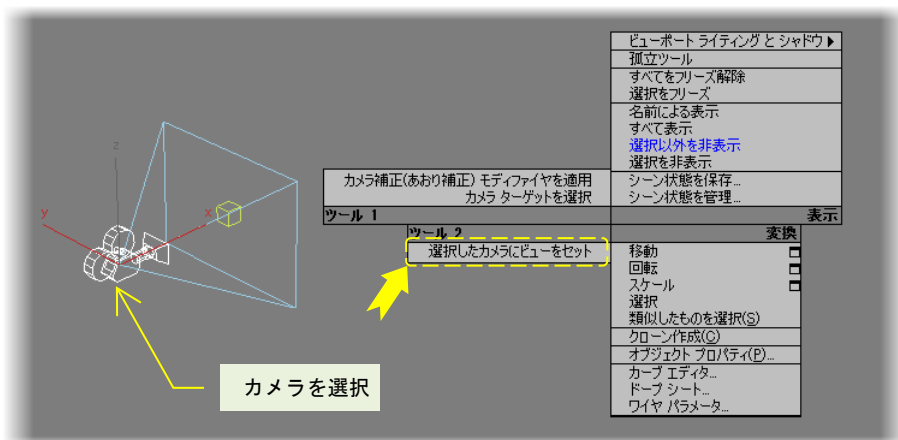 ビューポート ライティング と シャドウ
孤立ツール
すべてをフリーズ解除
選択をフリーズ
名前による表示
すべて表示
選択以外を非表示
選択を非表示
カメラ補正(あおり補正) モディファイヤを適用
シーン状態を保存...
カメラ ターゲットを選択
シーン状態を管理...
ツール 1
表示
ツール 2
変換
選択したカメラにビューをセット
移動
回転
スケール
選択
類似したものを選択(S)
クローン作成(C)
オブジェクト プロパティ(P)...
カーブ エディタ...
ドープ シート...
ワイヤ パラメータ...
z
y
x
カメラを選択